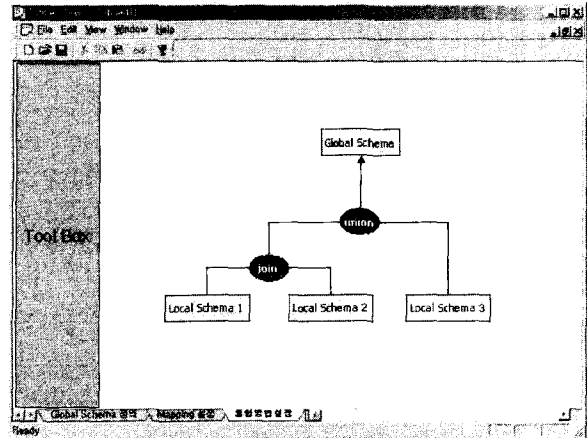 File Edit View Window Help
Tool Box
Global Schema
union
join
Local Schema 1
Local Schema 2
Local Schema 3
Global Schema
Mapping
Ready